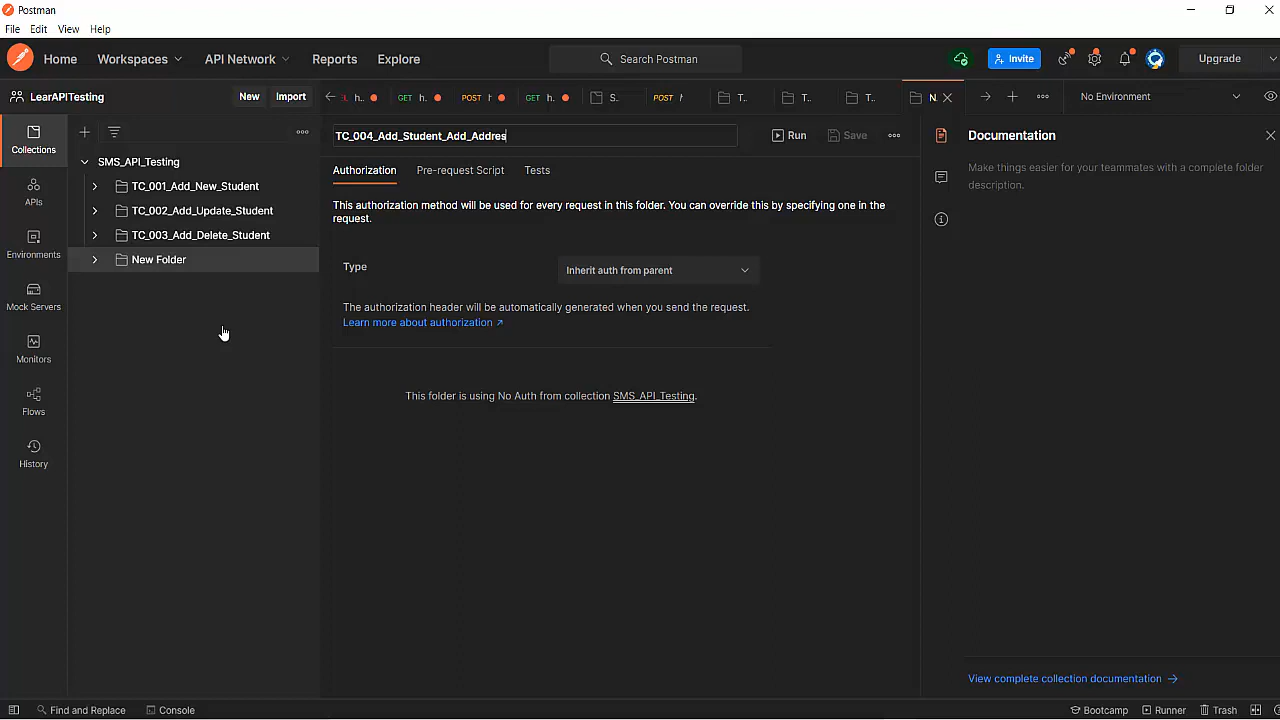 Postman
File Edit View Help
Home Workspaces API Network Reports Explore Search Postman Invite Upgrade
LearAPITesting New Import h.. GET h. POST h GET h. S. POST T.. T.. T.. N. No Environment
Collections
APIs
Environments
Mock Servers
Monitors
Flows
History
SMS_API_Testing
TC_001_Add_New_Student
TC_002_Add_Update_Student
TC_003_Add_Delete_Student
New Folder
TC_004_Add_Student_Add_Addres Run Save
Authorization Pre-request Script Tests
This authorization method will be used for every request in this folder. You can override this by specifying one in the
request.
Type Inherit auth from parent
The authorization header will be automatically generated when you send the request.
Learn more about authorization ↗
This folder is using No Auth from collection SMS_API_Testing.
Documentation
Make things easier for your teammates with a complete folder
description.
View complete collection documentation →
Find and Replace Console Bootcamp Runner Trash